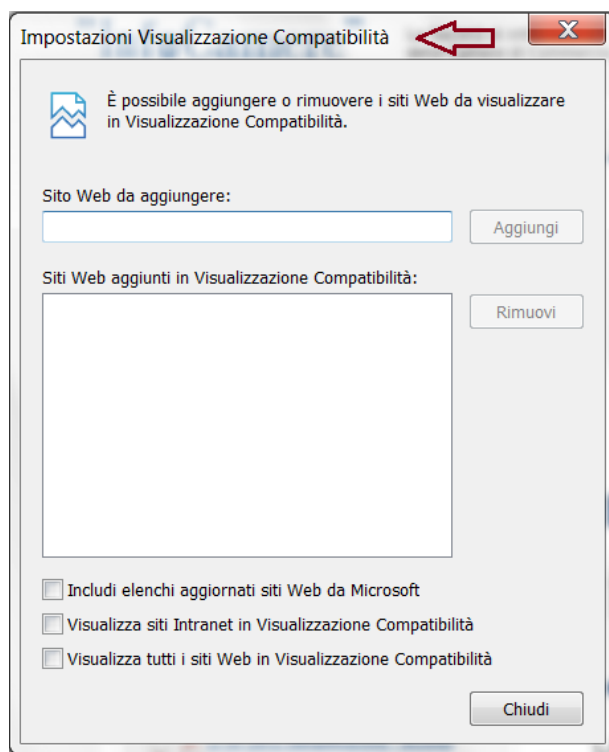 Impostazioni Visualizzazione Compatibilità
È possibile aggiungere o rimuovere i siti Web da visualizzare
in Visualizzazione Compatibilità.
Sito Web da aggiungere:
Aggiungi
Siti Web aggiunti in Visualizzazione Compatibilità:
Rimuovi
Includi elenchi aggiornati siti Web da Microsoft
Visualizza siti Intranet in Visualizzazione Compatibilità
Visualizza tutti i siti Web in Visualizzazione Compatibilità
Chiudi